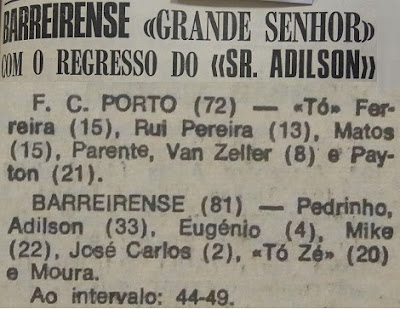 BARREIRENSE «GRANDE SENHOR»
COM O REGRESSO DO «SR. ADILSON»
F. C. PORTO (72) — «Tó» Fer-
reira (15), Rui Pereira (13), Matos
(15), Parente, Van Zeller (8) e Pay-
ton (21).
BARREIRENSE (81) — Pedrinho,
Adilson (33), Eugénio (4), Mike
(22), José Carlos (2), «Tó Zé» (20)
e Moura.
Ao intervalo: 44-49.